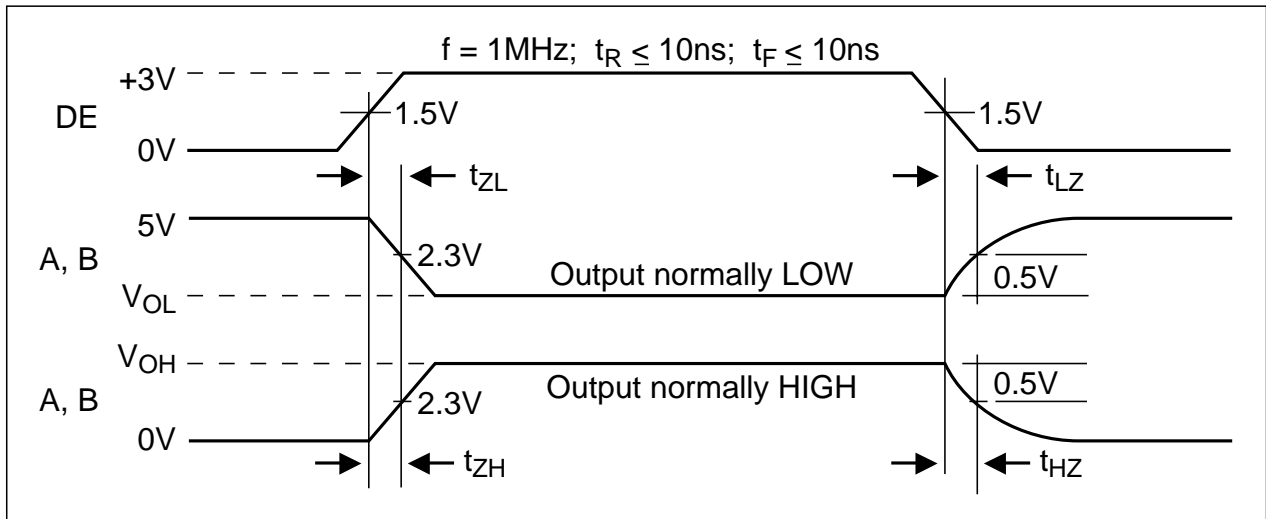 f = 1MHz; tR ≤ 10ns; tF ≤ 10ns
+3V
DE
1.5V
1.5V
0V
tZL
tLZ
5V
A, B
2.3V
Output normally LOW
0.5V
VOL
VOH
A, B
2.3V
Output normally HIGH
0.5V
0V
tZH
tHZ